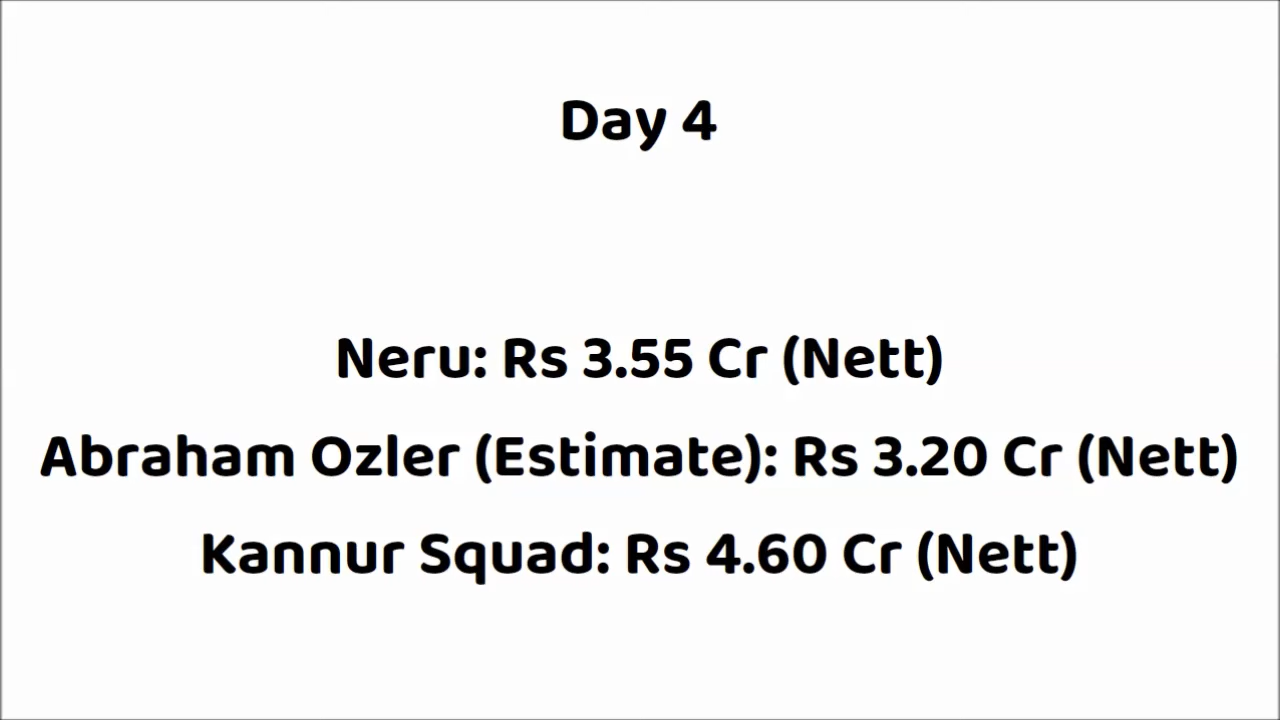 Day 4
Neru: Rs 3.55 Cr (Nett)
Abraham Ozler (Estimate): Rs 3.20 Cr (Nett)
Kannur Squad: Rs 4.60 Cr (Nett)